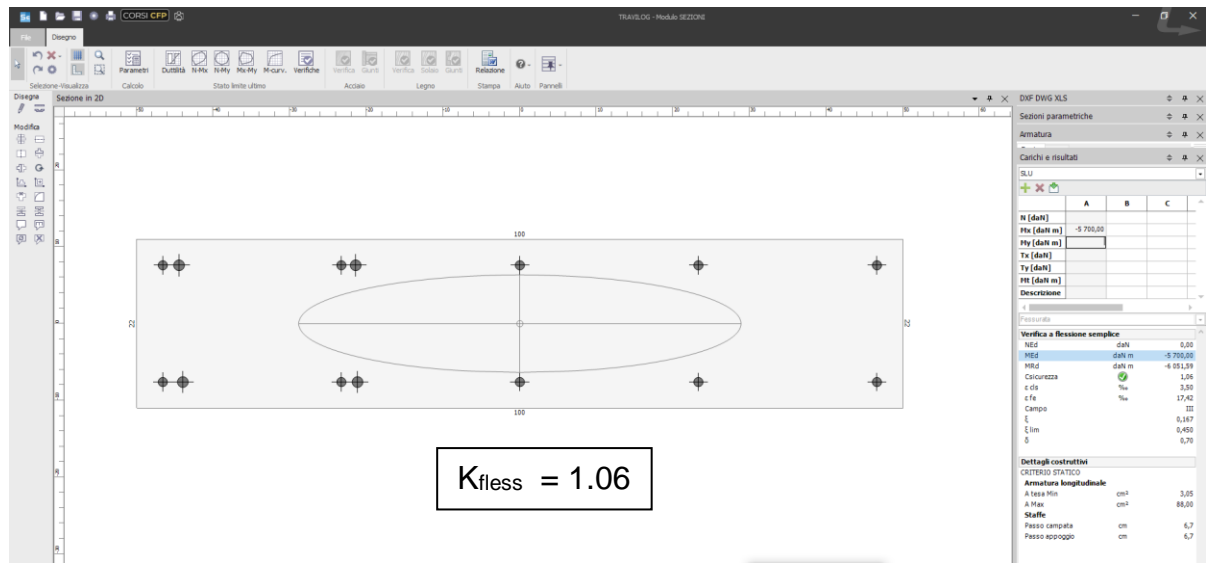 CORSI CFP
TRAVILOG - Modulo SEZIONI
File Disegno
Parametri Duttilità N-Mx N-My Mx-My M-curv. Verifiche Verifica Giunti Verifica Solaio Giunti Relazione
Selezione-Visualizza Calcolo Stato limite ultimo Acciaio Legno Stampa Aiuto Pannelli
Disegna
Sezione in 2D
DXF DWG XLS
Sezioni parametriche
Modifica
Armatura
Carichi e risultati
SLU
A B C
N [daN]
Mx [daN m] -5 700,00
My [daN m]
Tx [daN]
Ty [daN]
Mt [daN m]
Descrizione
100
22
22
100
Kfless = 1.06
Fessurata
Verifica a flessione semplice
NEd daN 0,00
MEd daN m -5 700,00
MRd daN m -6 051,59
Csicurezza 1,06
ε cls ‰ 3,50
ε fe ‰ 17,42
Campo III
ξ 0,167
ξ lim 0,450
δ 0,70
Dettagli costruttivi
CRITERIO STATICO
Armatura longitudinale
A tesa Min cm² 3,05
A Max cm² 88,00
Staffe
Passo campata cm 6,7
Passo appoggio cm 6,7